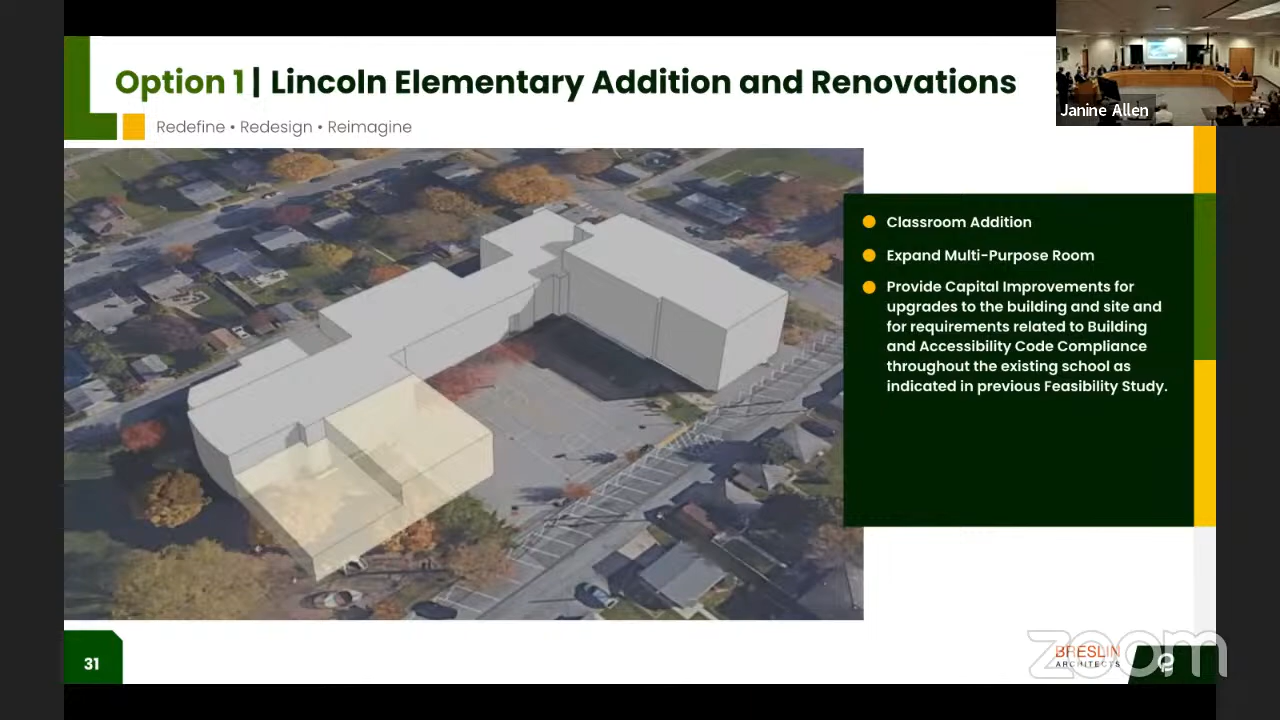 Option 1 | Lincoln Elementary Addition and Renovations
Redefine • Redesign • Reimagine
Janine Allen
Classroom Addition
Expand Multi-Purpose Room
Provide Capital Improvements for
upgrades to the building and site and
for requirements related to Building
and Accessibility Code Compliance
throughout the existing school as
indicated in previous Feasibility Study.
31
BRESLIN
ARCHITECTS
zoom